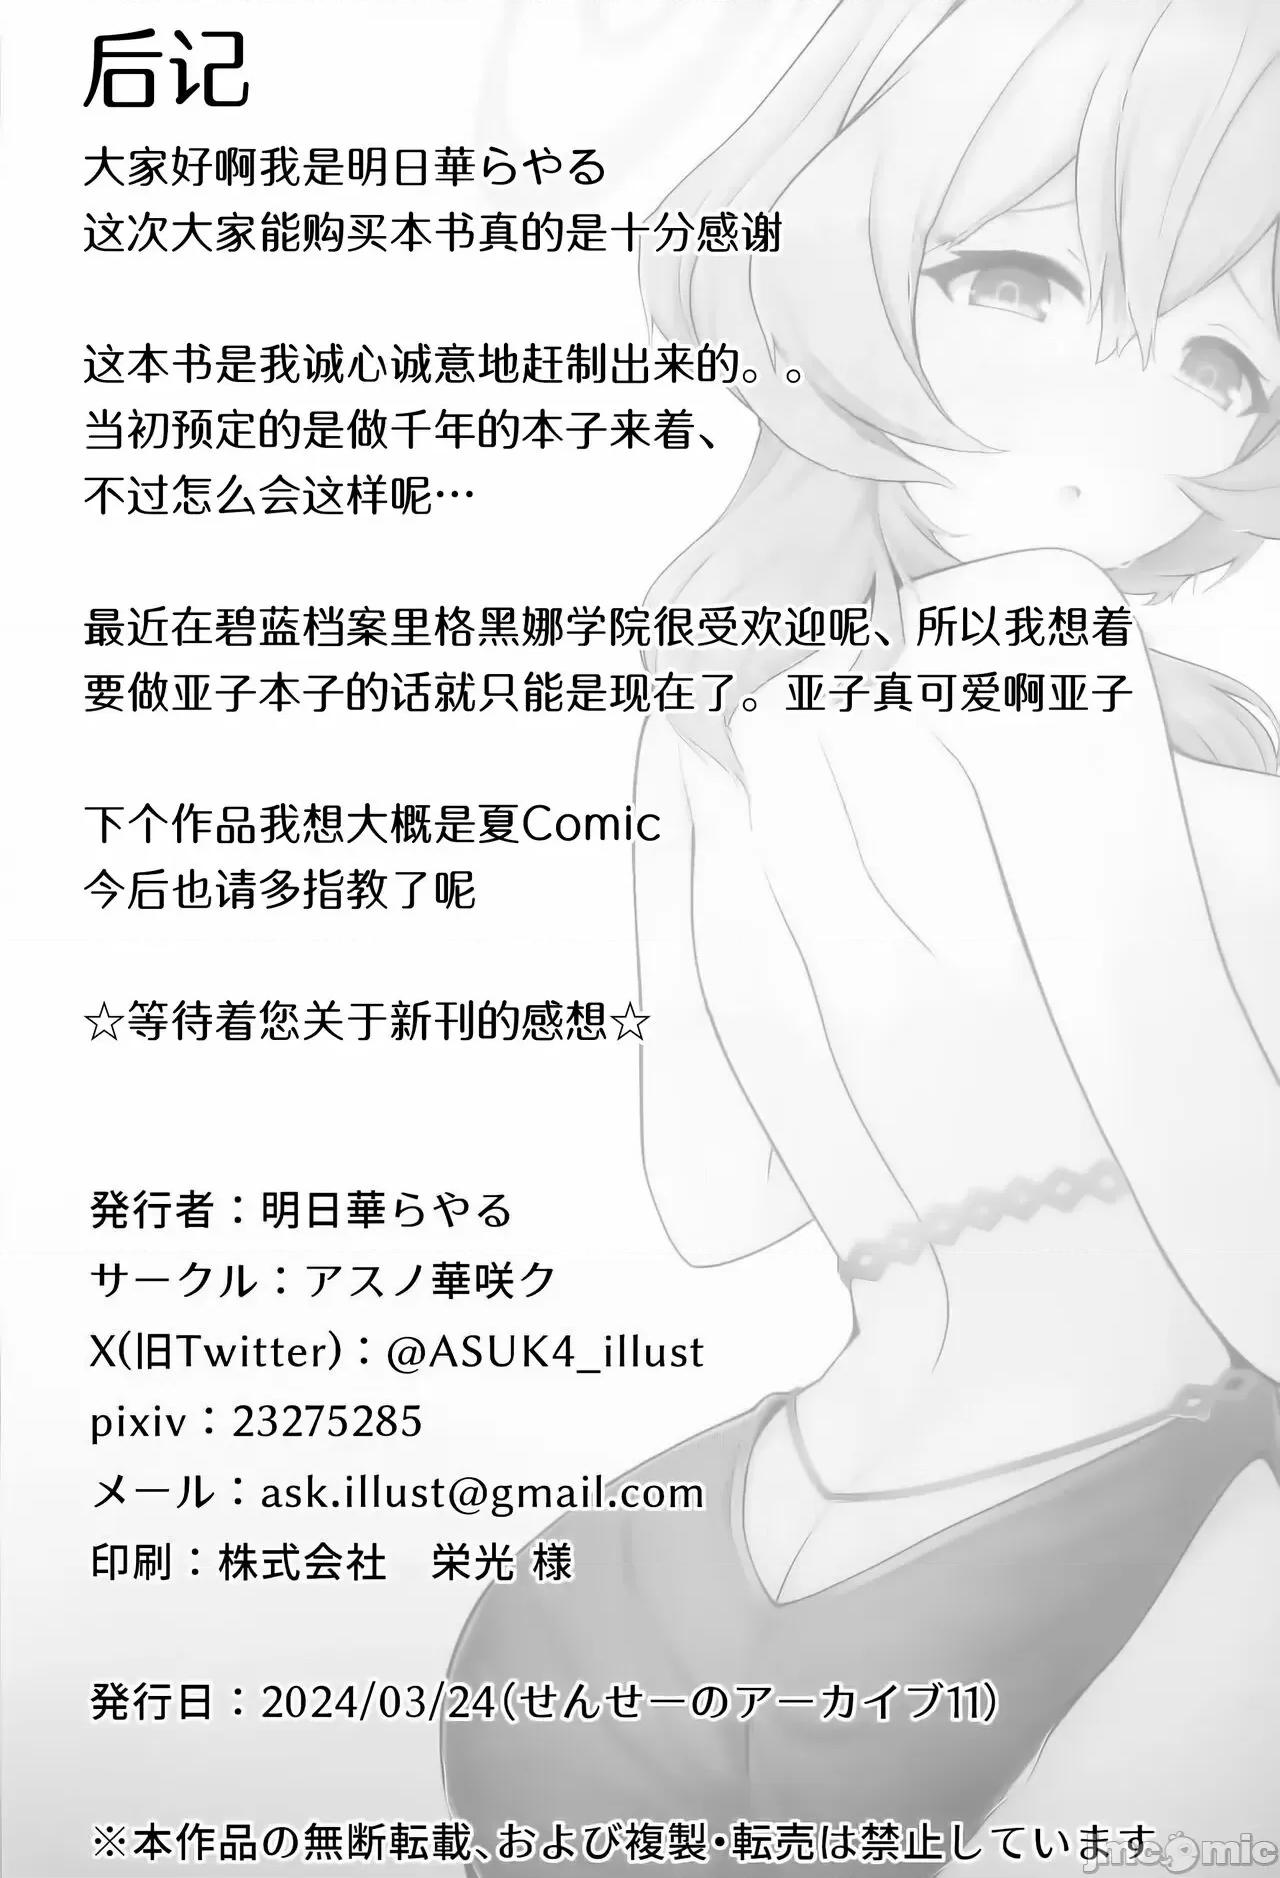 后记
大家好啊我是明日華らやる
这次大家能购买本书真的是十分感谢
这本书是我诚心诚意地赶制出来的。。
当初预定的是做千年的本子来着、
不过怎么会这样呢…
最近在碧蓝档案里格黑娜学院很受欢迎呢、所以我想着
要做亚子本子的话就只能是现在了。亚子真可爱啊亚子
下个作品我想大概是夏Comic
今后也请多指教了呢
☆等待着您关于新刊的感想☆
発行者：明日華らやる
サークル：アスノ華咲ク
X(旧Twitter)：@ASUK4_illust
pixiv：23275285
メール：ask.illust@gmail.com
印刷：株式会社　栄光 様
発行日：2024/03/24(せんせーのアーカイブ11)
※本作品の無断転載、および複製・転売は禁止しています
jmcomic